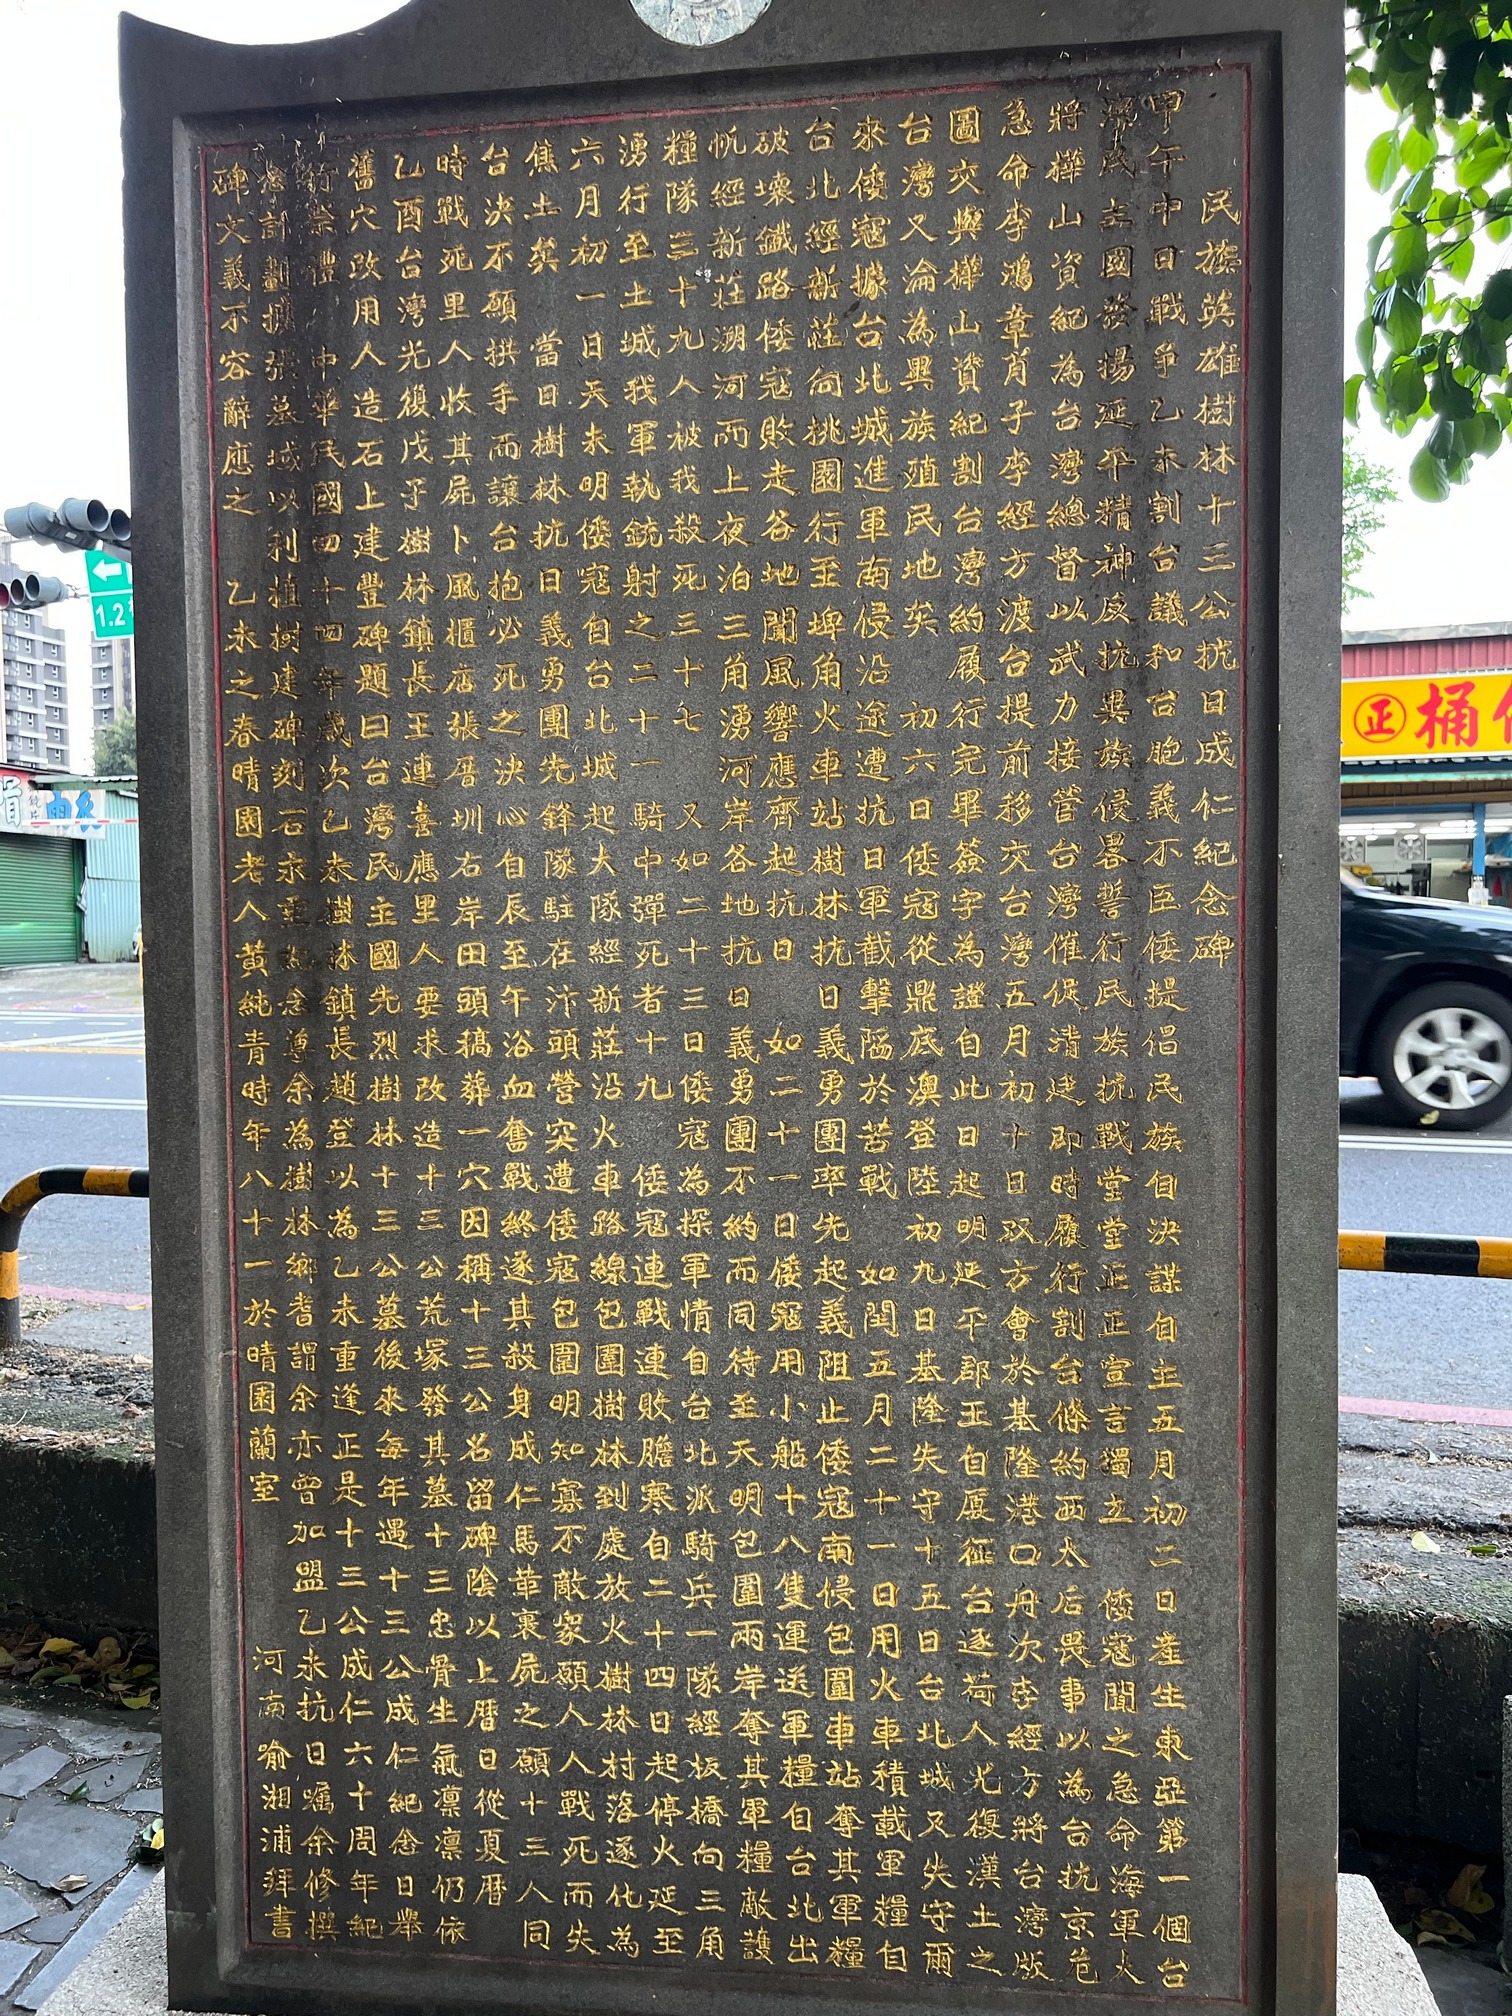 民族英雄樹林十三公抗日成仁紀念碑
甲午中日戰爭乙未割台議和台胞義不臣倭提倡民族自決謀自主五月初二日產生東亞第一個台
灣民主國發揚延平精神反抗異族侵畧誓行民族抗戰堂堂正正宣言獨立 倭寇聞之急命海軍大
將樺山資紀為台灣總督以武力接管台灣催促清廷即時履行割台條約西太后畏事以為台抗京危
急命李鴻章肖子李經方渡台提前移交台灣五月初十日双方會於基隆港口舟次李經方將台灣版
圖交與樺山資紀割台灣約履行完畢簽字為證自此日起明延平郡王自厦征台逐荷人光復漢土之
台灣又淪為異族殖民地矣 初六日倭寇從鼎底澳登陸初九日基隆失守十五日台北城又失守爾
來倭寇據台北城進軍南侵沿途遭抗日軍截擊陷於苦戰 如閏五月二十一日用火車積載軍糧自
台北經新莊向桃園行至埤角火車站樹林抗日義勇團率先起義阻止倭寇南侵包圍車站奪其軍糧
破壞鐵路倭寇敗走各地聞風響應齊起抗日 如二十一日倭寇用小船十八隻運送軍糧自台北出
帆經新莊溯河而上夜泊三角湧河岸各地抗日義勇團不約而同待至天明包圍兩岸奪其軍糧敵護
糧隊三十九人被我殺死三十七 又如二十三日倭寇為探軍情自台北派騎兵一隊經板橋向三角
湧行至土城我軍執銃射之二十一騎中彈死者十九 倭寇連戰連敗膽寒自二十四日起停火延至
六月初一日天未明倭寇自台北城起大隊經新莊沿火車路線包圍樹林到處放火樹林村落遂化為
焦土矣 當日樹林抗日義勇團先鋒隊駐在汴頭營突遭倭寇包圍明知寡不敵眾願人人戰死而失
台決不願拱手而讓台抱必死之決心自辰至午浴血奮戰終遂其殺身成仁馬革裹屍之願十三人同
時戰死里人收其屍卜風櫃店張厝圳右岸田頭稿葬一穴因稱十三公名留碑陰以上曆日從夏曆
乙酉台灣光復戊子樹林鎮長王連喜應里人要求改造十三公荒塚發其墓十三忠骨生氣凜凜仍依
舊穴改用人造石上建豐碑題曰台灣民主國先烈樹林十三公墓後來每年遇十三公成仁紀念日舉
行祭禮 中華民國四十四年歲次乙未樹林鎮長趙登以為乙未重逢正是十三公成仁六十周年紀
念計劃擴張墓域以利植樹建碑刻石永垂紀念尊余為樹林鄉耆謂余亦曾加盟乙未抗日囑余修撰
碑文義不容辭應之 乙未之春晴園老人黃純青時年八十一於晴園蘭室 河南喻湘浦拜書
1.2
正桶